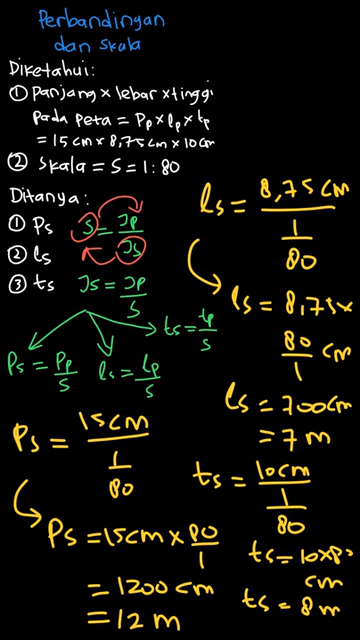 Perbandingan
dan skala
Diketahui:
① Panjang × lebar × tinggi
pada peta = Pp × lp × tp
= 15 cm × 8,75 cm × 10 cm
② skala = S = 1 : 80
Ditanya:
① Ps
② ls
③ ts
S = Jp/Js
Js = Jp/S
Ps = Pp/S
ls = lp/S
ts = tp/S
Ps = 15 cm / (1/80)
Ps = 15 cm × 80/1
= 1200 cm
= 12 m
ls = 8,75 cm / (1/80)
ls = 8,75 ×
80/1 cm
ls = 700 cm
= 7 m
ts = 10 cm / (1/80)
ts = 10 × 8
cm
ts = 8 m